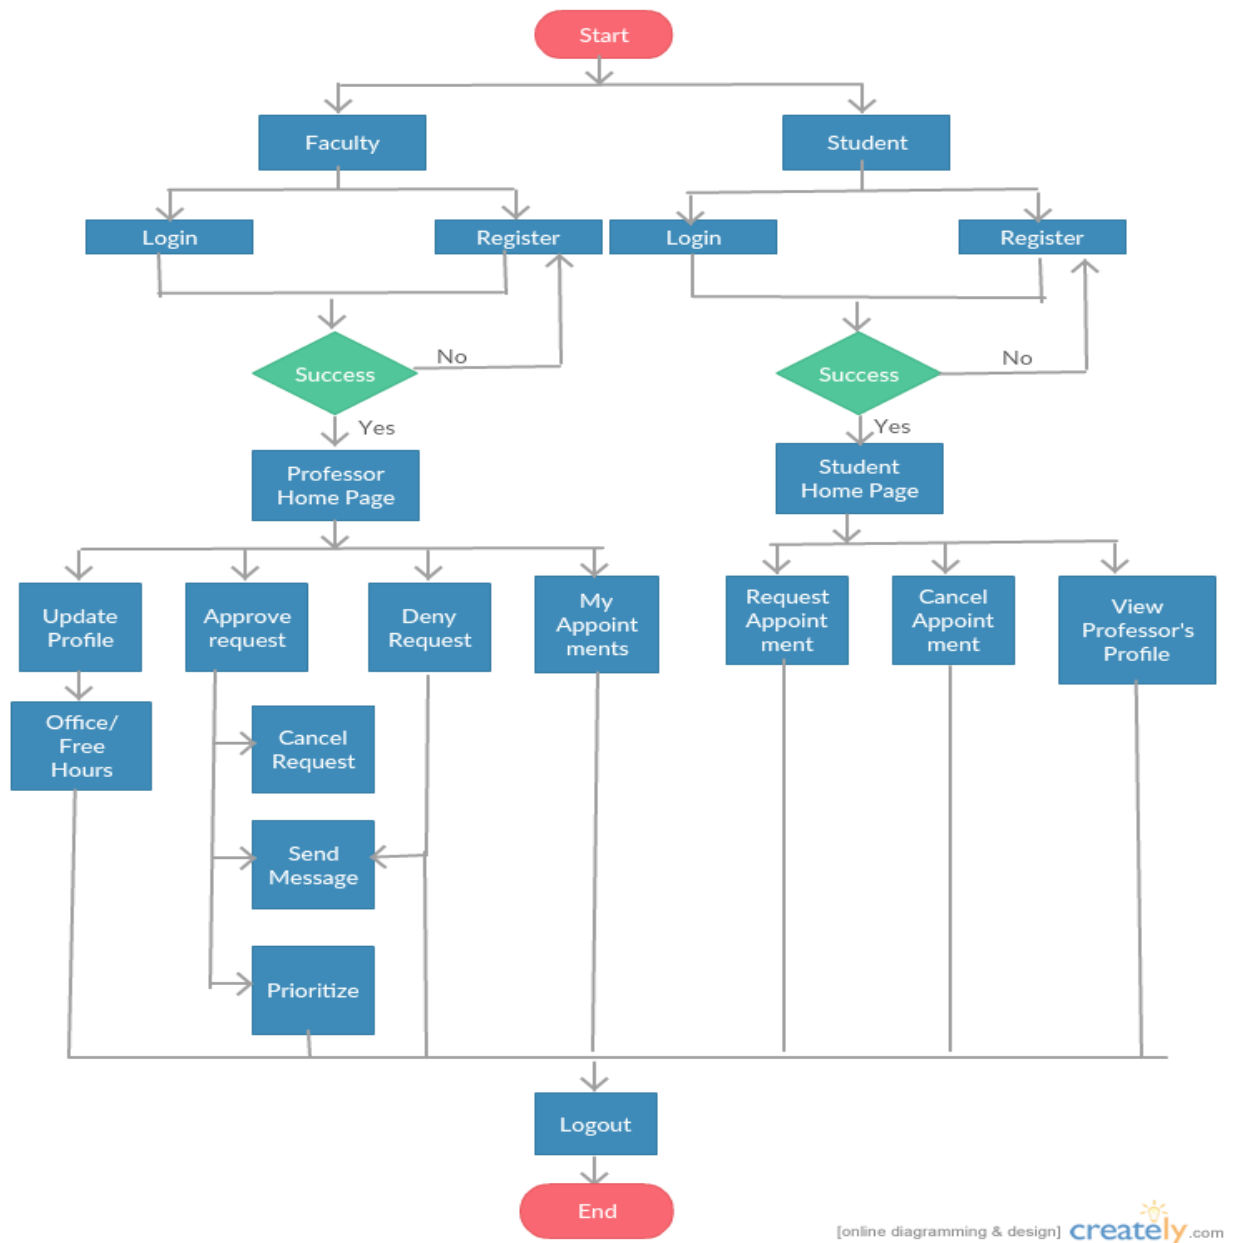 Start
Faculty
Student
Login
Register
Login
Register
Success
No
Yes
Success
No
Yes
Professor
Home Page
Student
Home Page
Update
Profile
Approve
request
Deny
Request
My
Appoint
ments
Request
Appoint
ment
Cancel
Appoint
ment
View
Professor's
Profile
Office/
Free
Hours
Cancel
Request
Send
Message
Prioritize
Logout
End
[online diagramming & design] creately.com